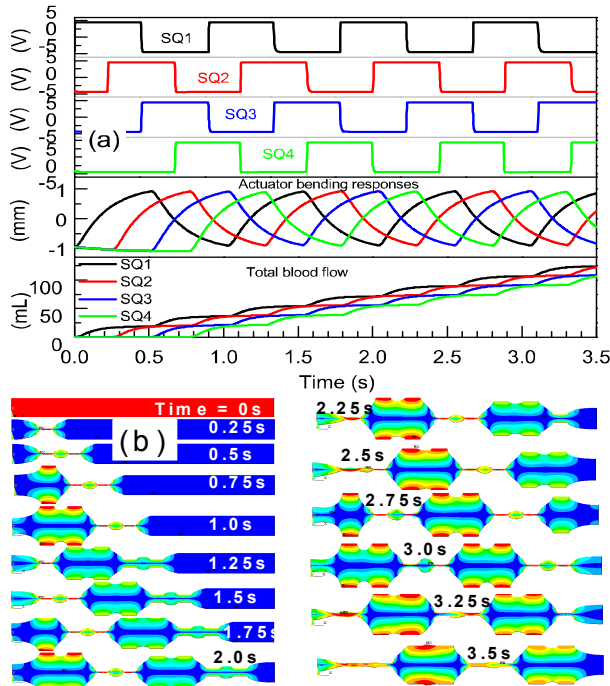 5
0
-5
(V)
SQ1
5
0
-5
(V)
SQ2
5
0
-5
(V)
(a)
SQ3
5
0
-5
(V)
SQ4
Actuator bending responses
1
0
-1
(mm)
Total blood flow
SQ1
SQ2
SQ3
SQ4
100
50
0
(mL)
0.0 0.5 1.0 1.5 2.0 2.5 3.0 3.5
Time (s)
(b)
Time = 0s
0.25s
0.5s
0.75s
1.0s
1.25s
1.5s
1.75s
2.0s
2.25s
2.5s
2.75s
3.0s
3.25s
3.5s